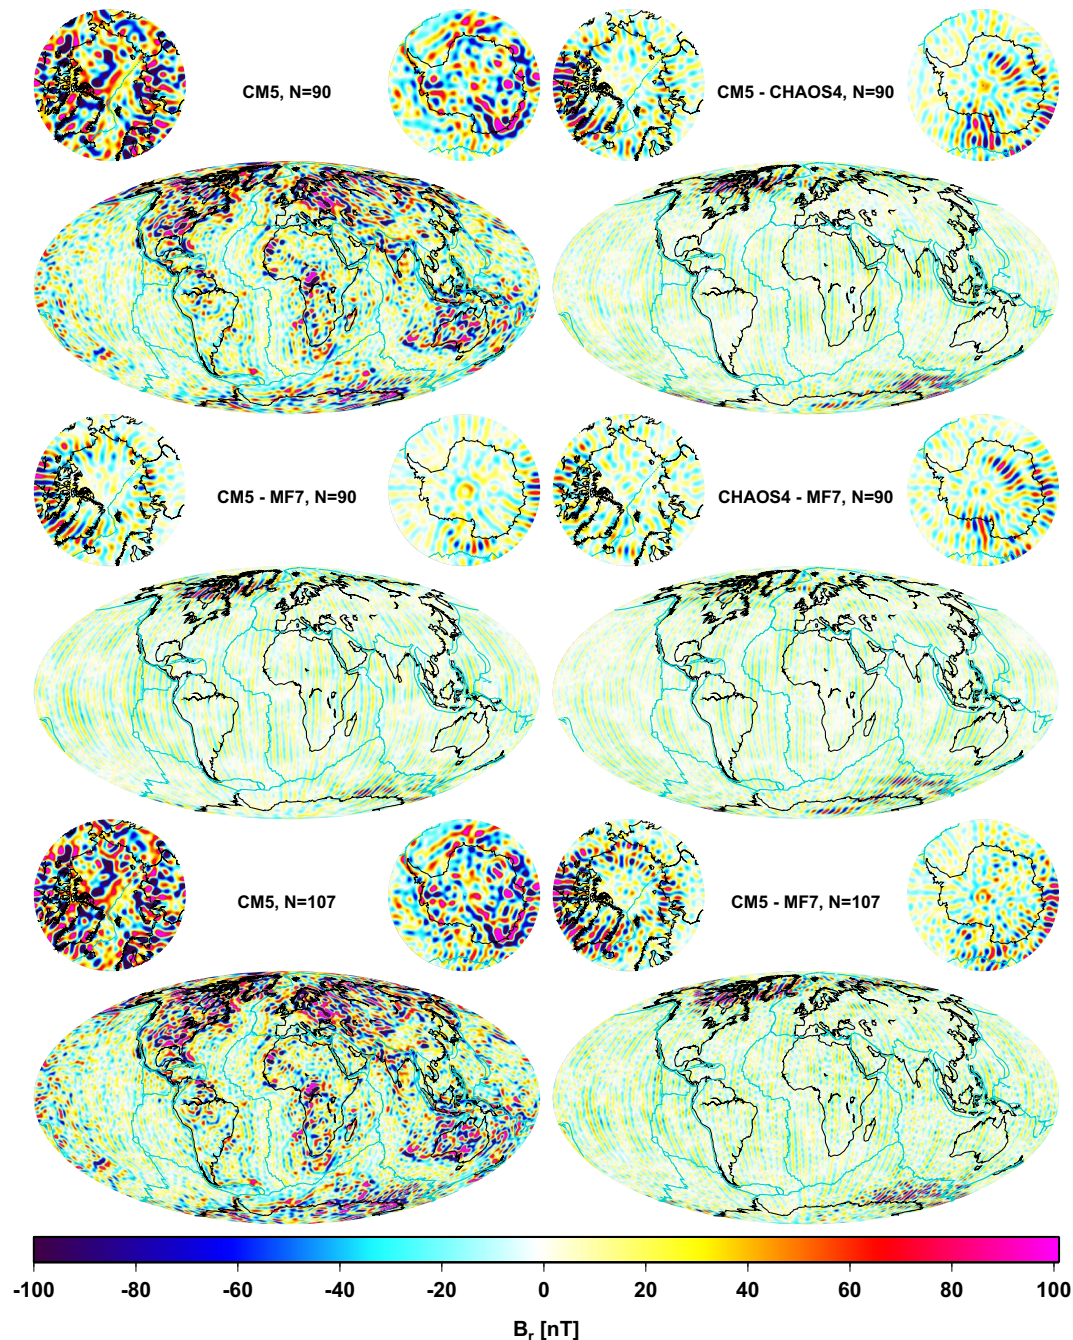 CM5, N=90
CM5 - CHAOS4, N=90
CM5 - MF7, N=90
CHAOS4 - MF7, N=90
CM5, N=107
CM5 - MF7, N=107
-100 -80 -60 -40 -20 0 20 40 60 80 100
B_r [nT]